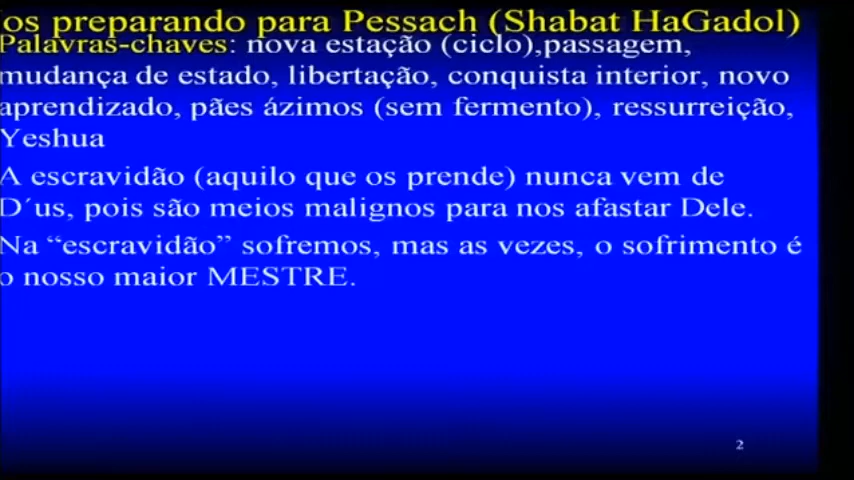 os preparando para Pessach (Shabat HaGadol)
Palavras-chaves: nova estação (ciclo),passagem,
mudança de estado, libertação, conquista interior, novo
aprendizado, pães ázimos (sem fermento), ressurreição,
Yeshua
A escravidão (aquilo que os prende) nunca vem de
D´us, pois são meios malignos para nos afastar Dele.
Na “escravidão” sofremos, mas as vezes, o sofrimento é
o nosso maior MESTRE.
2